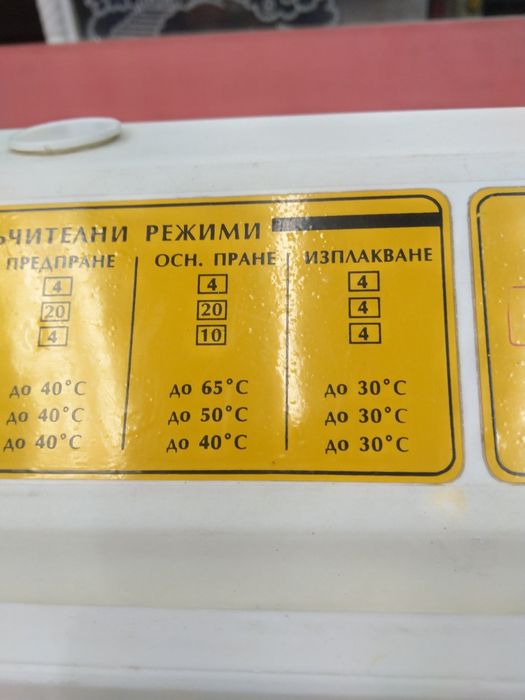 ЪЧИТЕЛНИ РЕЖИМИ
ПРЕДПРАНЕ ОСН. ПРАНЕ ИЗПЛАКВАНЕ
4 4 4
20 20 4
4 10 4
до 40°C до 65°C до 30°C
до 40°C до 50°C до 30°C
до 40°C до 40°C до 30°C